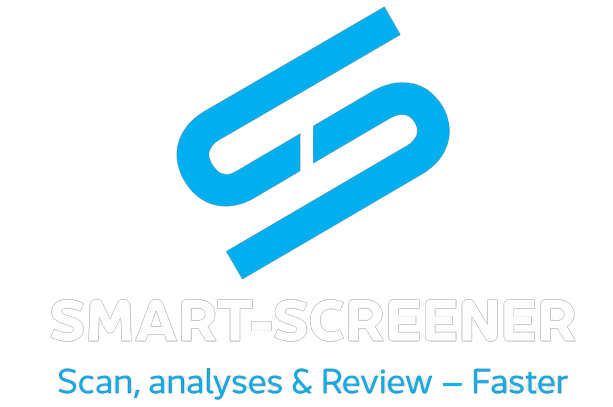 SMART-SCREENER
Scan, analyses & Review – Faster